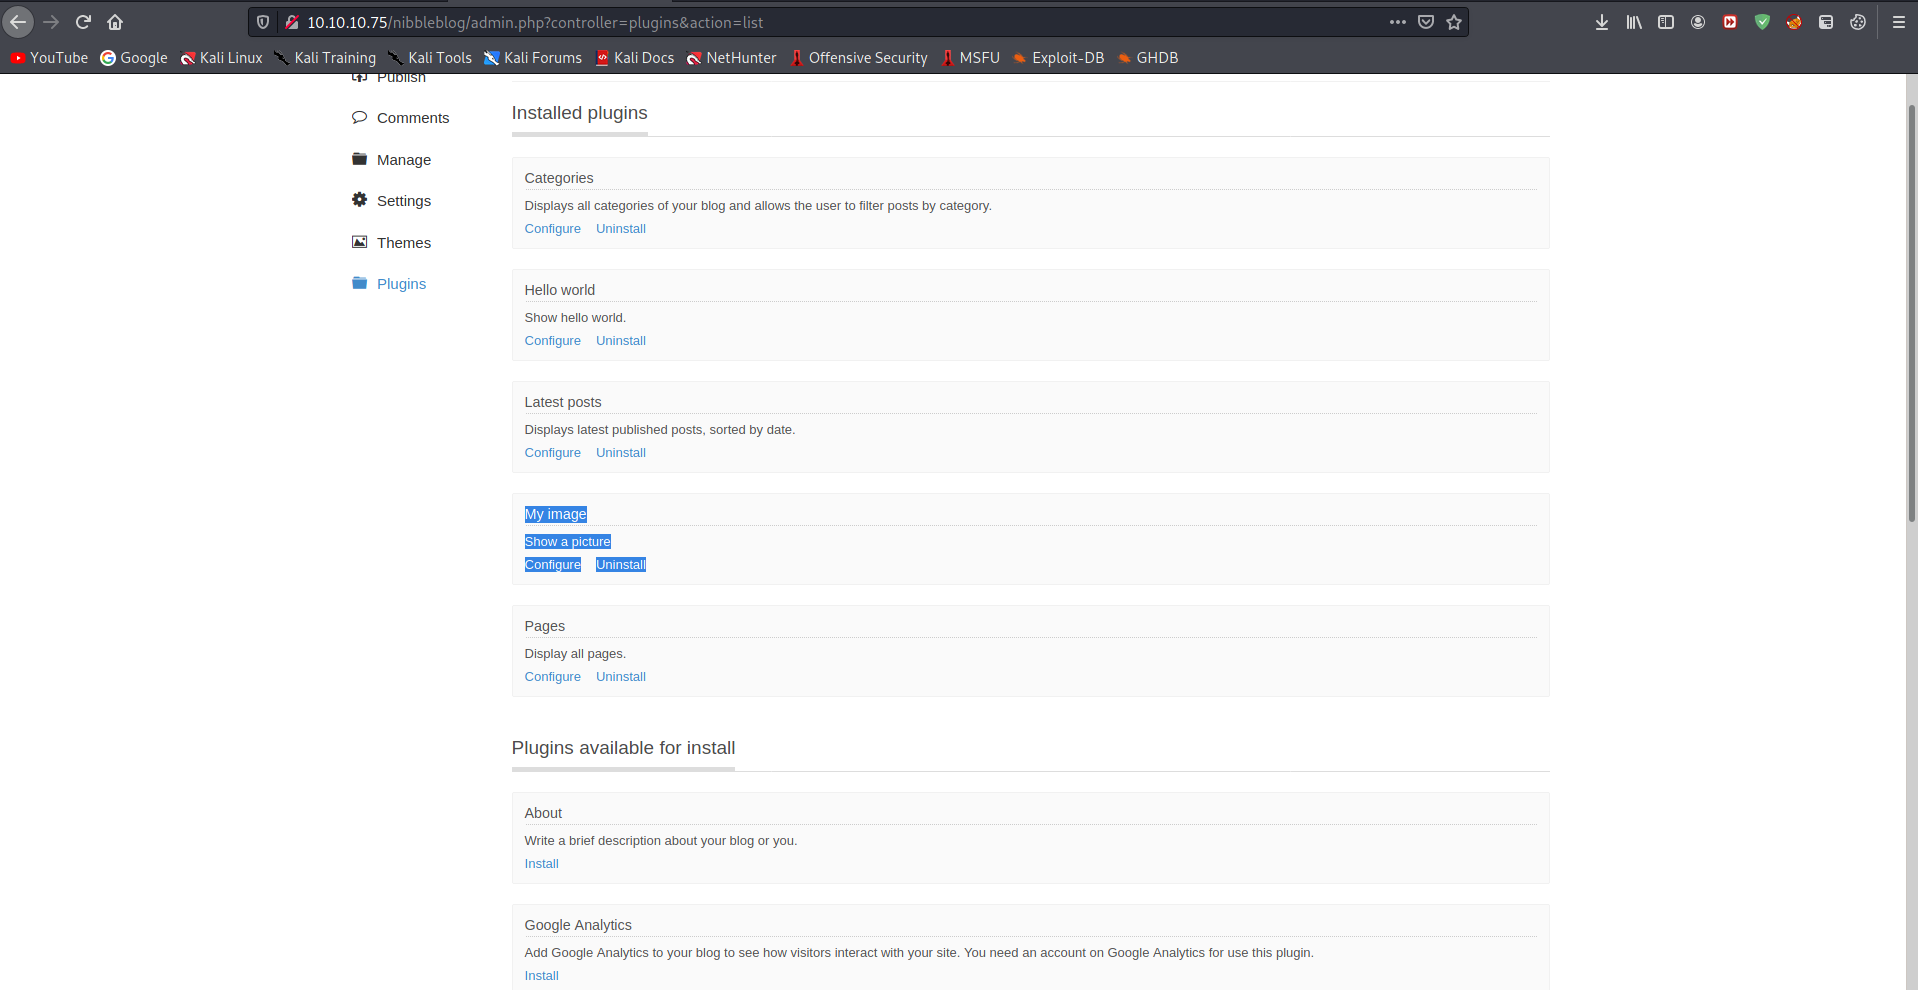 10.10.10.75/nibbleblog/admin.php?controller=plugins&action=list
YouTube Google Kali Linux Kali Training Kali Tools Kali Forums Kali Docs NetHunter Offensive Security MSFU Exploit-DB GHDB
Publish
Comments
Manage
Settings
Themes
Plugins
Installed plugins
Categories
Displays all categories of your blog and allows the user to filter posts by category.
Configure Uninstall
Hello world
Show hello world.
Configure Uninstall
Latest posts
Displays latest published posts, sorted by date.
Configure Uninstall
My image
Show a picture
Configure Uninstall
Pages
Display all pages.
Configure Uninstall
Plugins available for install
About
Write a brief description about your blog or you.
Install
Google Analytics
Add Google Analytics to your blog to see how visitors interact with your site. You need an account on Google Analytics for use this plugin.
Install